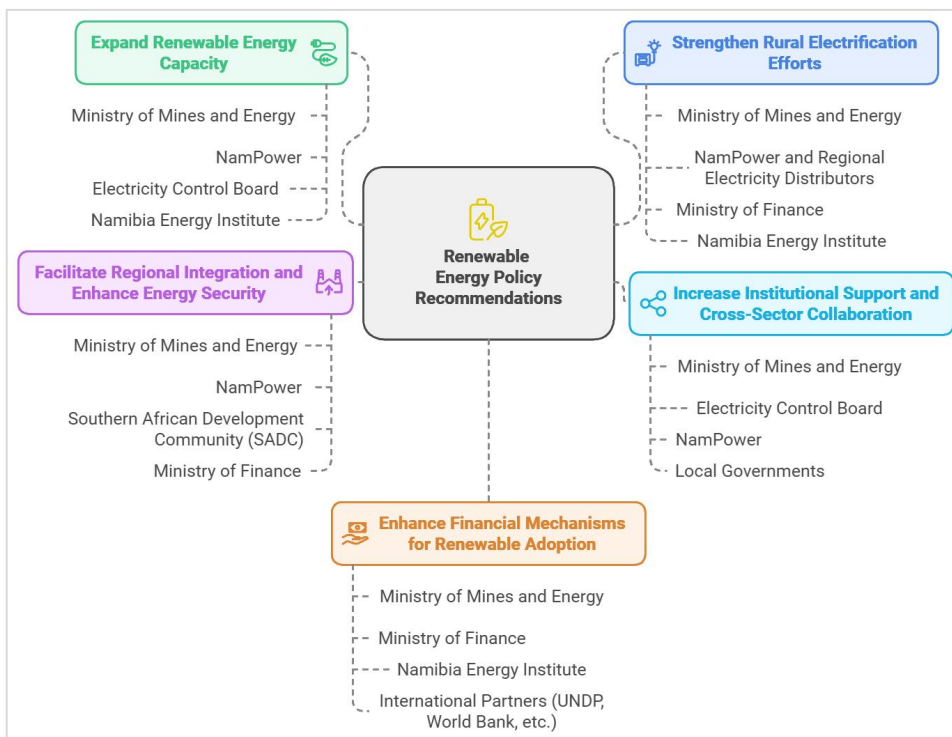 Expand Renewable Energy
Capacity
Ministry of Mines and Energy
NamPower
Electricity Control Board
Namibia Energy Institute
Strengthen Rural Electrification
Efforts
Ministry of Mines and Energy
NamPower and Regional
Electricity Distributors
Ministry of Finance
Namibia Energy Institute
Renewable
Energy Policy
Recommendations
Facilitate Regional Integration and
Enhance Energy Security
Ministry of Mines and Energy
NamPower
Southern African Development
Community (SADC)
Ministry of Finance
Increase Institutional Support and
Cross-Sector Collaboration
Ministry of Mines and Energy
Electricity Control Board
NamPower
Local Governments
Enhance Financial Mechanisms
for Renewable Adoption
Ministry of Mines and Energy
Ministry of Finance
Namibia Energy Institute
International Partners (UNDP,
World Bank, etc.)